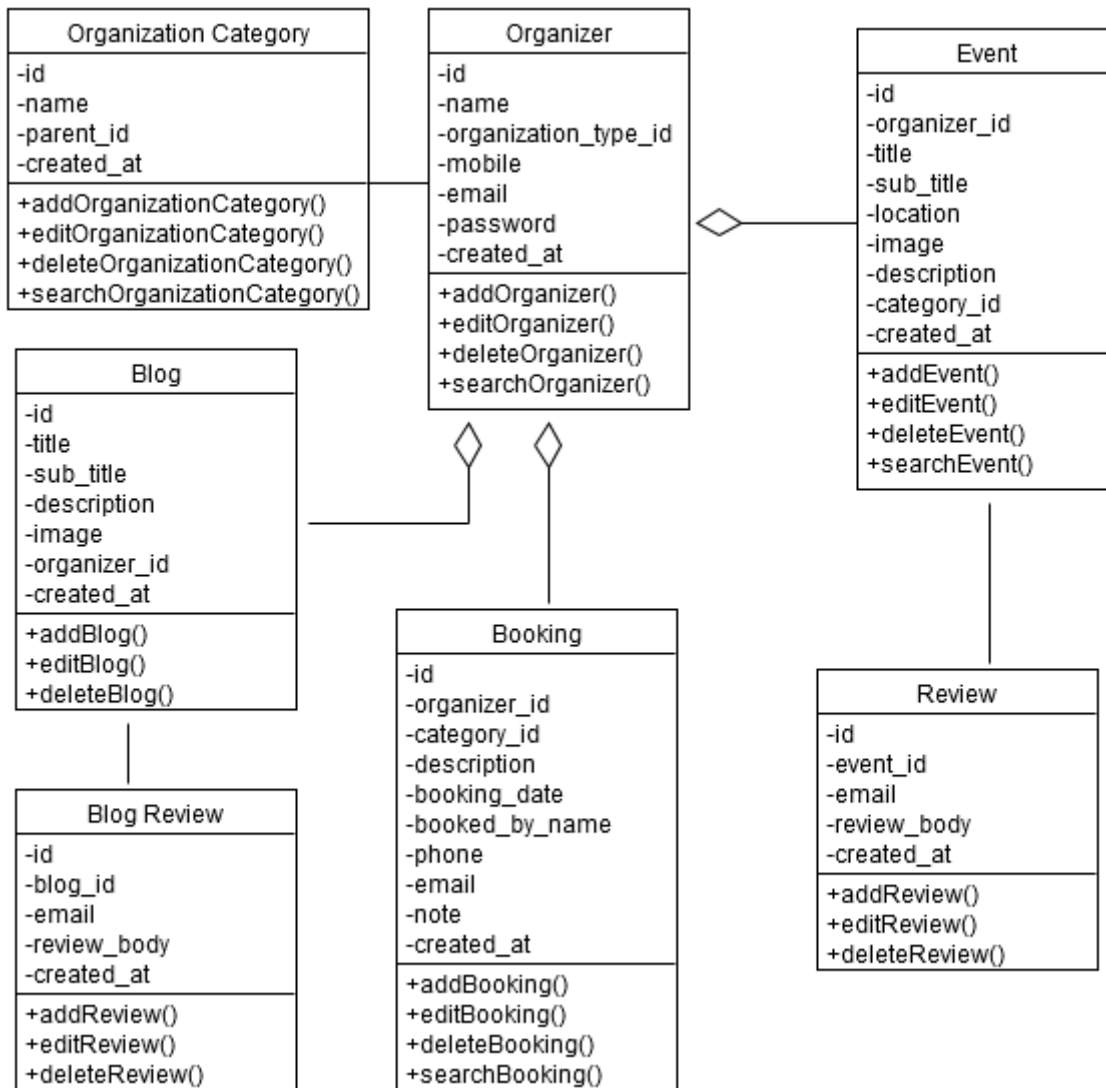 Organization Category
-id
-name
-parent_id
-created_at
+addOrganizationCategory()
+editOrganizationCategory()
+deleteOrganizationCategory()
+searchOrganizationCategory()
Organizer
-id
-name
-organization_type_id
-mobile
-email
-password
-created_at
+addOrganizer()
+editOrganizer()
+deleteOrganizer()
+searchOrganizer()
Event
-id
-organizer_id
-title
-sub_title
-location
-image
-description
-category_id
-created_at
+addEvent()
+editEvent()
+deleteEvent()
+searchEvent()
Blog
-id
-title
-sub_title
-description
-image
-organizer_id
-created_at
+addBlog()
+editBlog()
+deleteBlog()
Booking
-id
-organizer_id
-category_id
-description
-booking_date
-booked_by_name
-phone
-email
-note
-created_at
+addBooking()
+editBooking()
+deleteBooking()
+searchBooking()
Review
-id
-event_id
-email
-review_body
-created_at
+addReview()
+editReview()
+deleteReview()
Blog Review
-id
-blog_id
-email
-review_body
-created_at
+addReview()
+editReview()
+deleteReview()